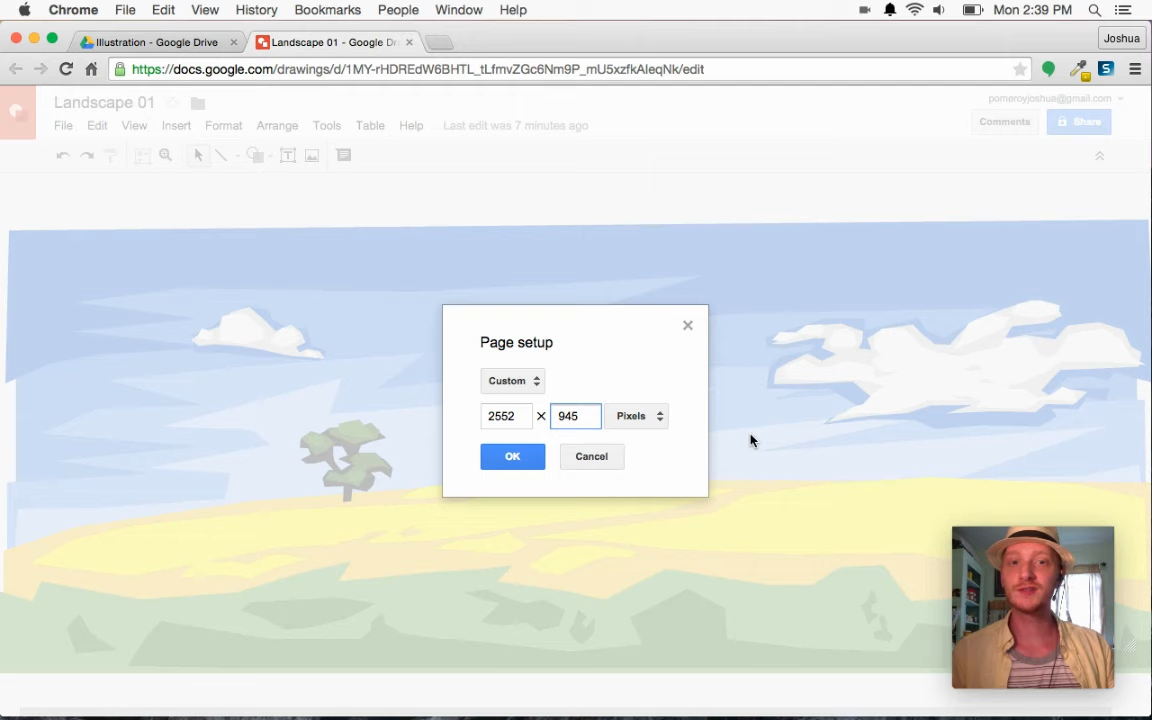 Chrome File Edit View History Bookmarks People Window Help Mon 2:39 PM
Illustration - Google Drive Landscape 01 - Google Dr Joshua
https://docs.google.com/drawings/d/1MY-rHDREdW6BHTL_tLfmvZGc6Nm9P_mU5xzfkAleqNk/edit
Landscape 01 pomeroyjoshua@gmail.com
File Edit View Insert Format Arrange Tools Table Help Last edit was 7 minutes ago Comments Share
Page setup
Custom
2552 × 945 Pixels
OK Cancel